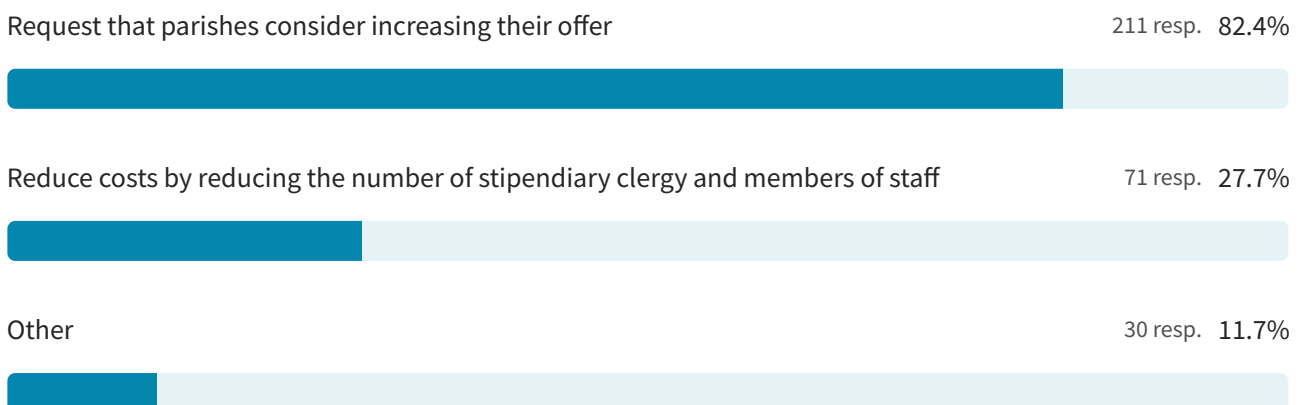 Request that parishes consider increasing their offer 211 resp. 82.4%
Reduce costs by reducing the number of stipendiary clergy and members of staff 71 resp. 27.7%
Other 30 resp. 11.7%